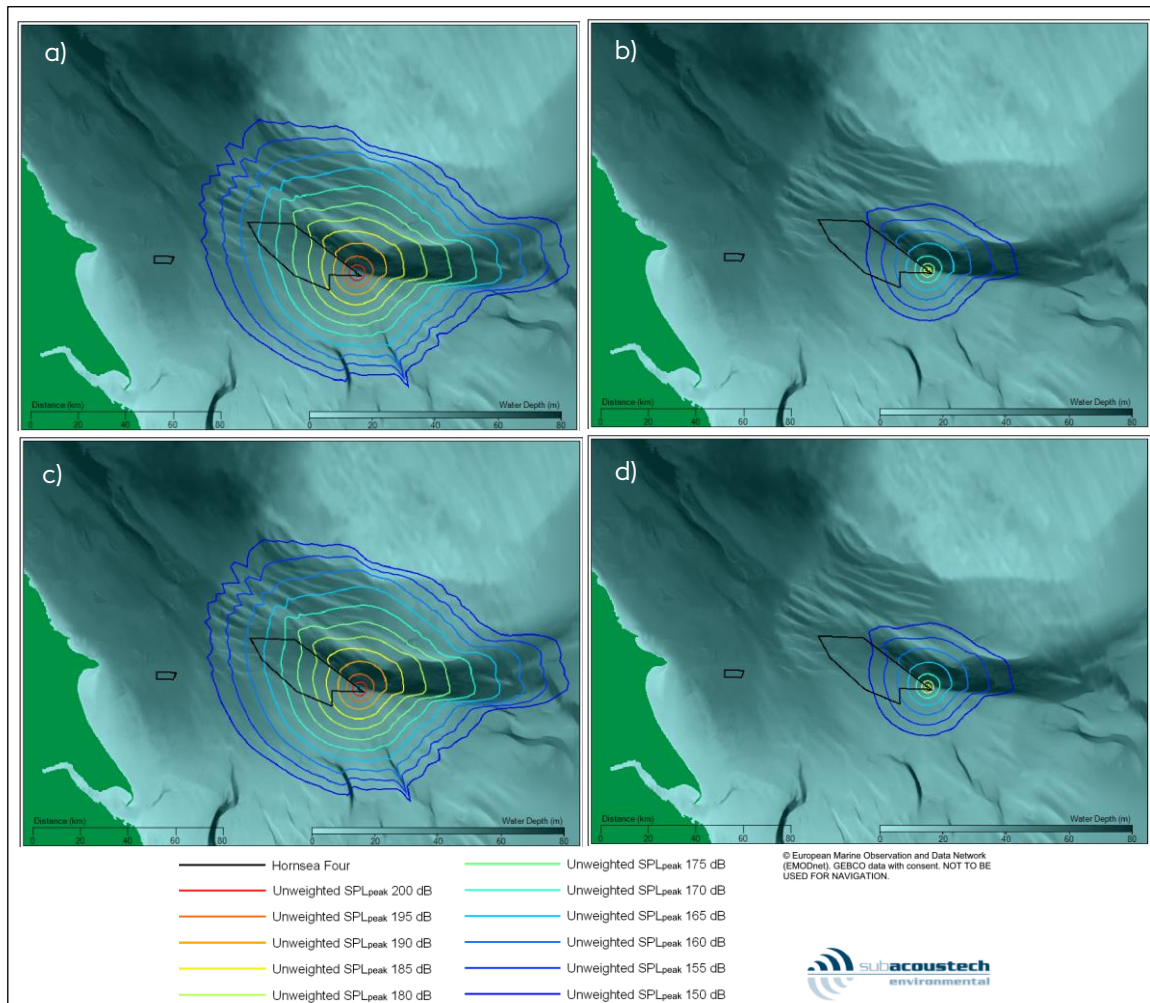 a)
b)
Distance (km)
0 20 40 60 80
Water Depth (m)
0 20 40 60 80
Distance (km)
0 20 40 60 80
Water Depth (m)
0 20 40 60 80
c)
d)
Distance (km)
0 20 40 60 80
Water Depth (m)
0 20 40 60 80
Distance (km)
0 20 40 60 80
Water Depth (m)
0 20 40 60 80
Hornsea Four
Unweighted SPLpeak 200 dB
Unweighted SPLpeak 195 dB
Unweighted SPLpeak 190 dB
Unweighted SPLpeak 185 dB
Unweighted SPLpeak 180 dB
Unweighted SPLpeak 175 dB
Unweighted SPLpeak 170 dB
Unweighted SPLpeak 165 dB
Unweighted SPLpeak 160 dB
Unweighted SPLpeak 155 dB
Unweighted SPLpeak 150 dB
© European Marine Observation and Data Network
(EMODnet). GEBCO data with consent. NOT TO BE
USED FOR NAVIGATION.
subacoustech
environmental